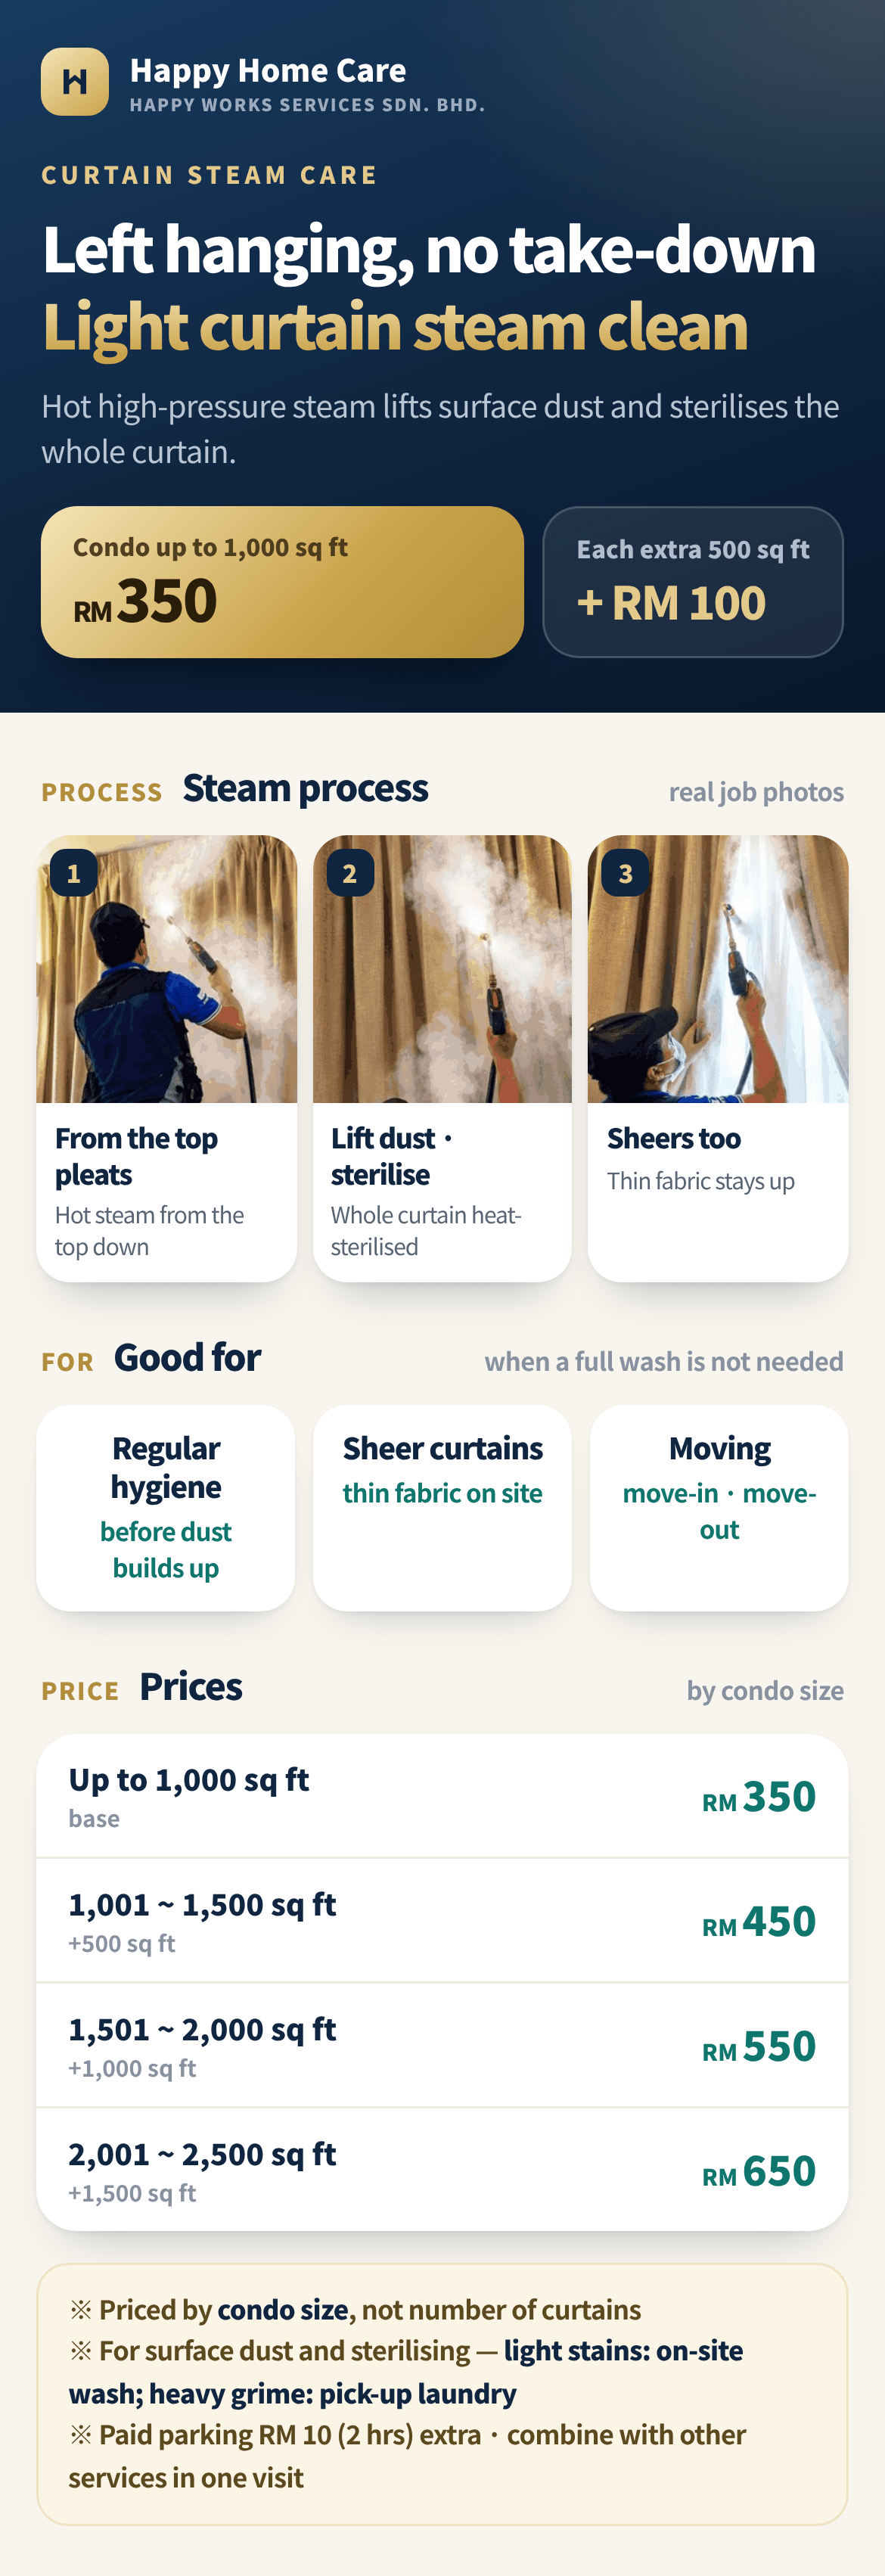 Happy Home Care
HAPPY WORKS SERVICES SDN. BHD.
CURTAIN STEAM CARE
Left hanging, no take-down
Light curtain steam clean
Hot high-pressure steam lifts surface dust and sterilises the
whole curtain.
Condo up to 1,000 sq ft
RM 350
Each extra 500 sq ft
+ RM 100
PROCESS Steam process
real job photos
1
2
3
From the top
pleats
Hot steam from the
top down
Lift dust ·
sterilise
Whole curtain heat-
sterilised
Sheers too
Thin fabric stays up
FOR Good for
when a full wash is not needed
Regular
hygiene
before dust
builds up
Sheer curtains
thin fabric on site
Moving
move-in · move-
out
PRICE Prices
by condo size
Up to 1,000 sq ft
base
RM 350
1,001 ~ 1,500 sq ft
+500 sq ft
RM 450
1,501 ~ 2,000 sq ft
+1,000 sq ft
RM 550
2,001 ~ 2,500 sq ft
+1,500 sq ft
RM 650
※ Priced by condo size, not number of curtains
※ For surface dust and sterilising — light stains: on-site
wash; heavy grime: pick-up laundry
※ Paid parking RM 10 (2 hrs) extra · combine with other
services in one visit